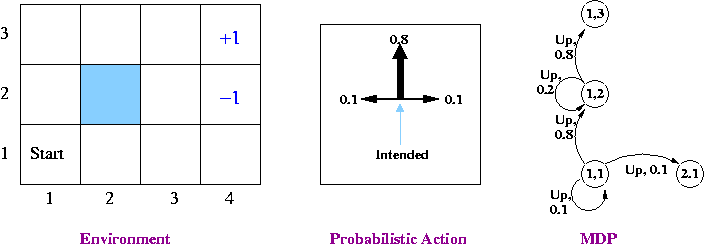 3
+1
2
−1
1
Start
1 2 3 4
Environment
0.8
0.1 0.1
Intended
Probabilistic Action
1,3
Up,
0.8
Up,
0.2
1,2
Up,
0.8
1,1
Up, 0.1
2.1
Up,
0.1
MDP